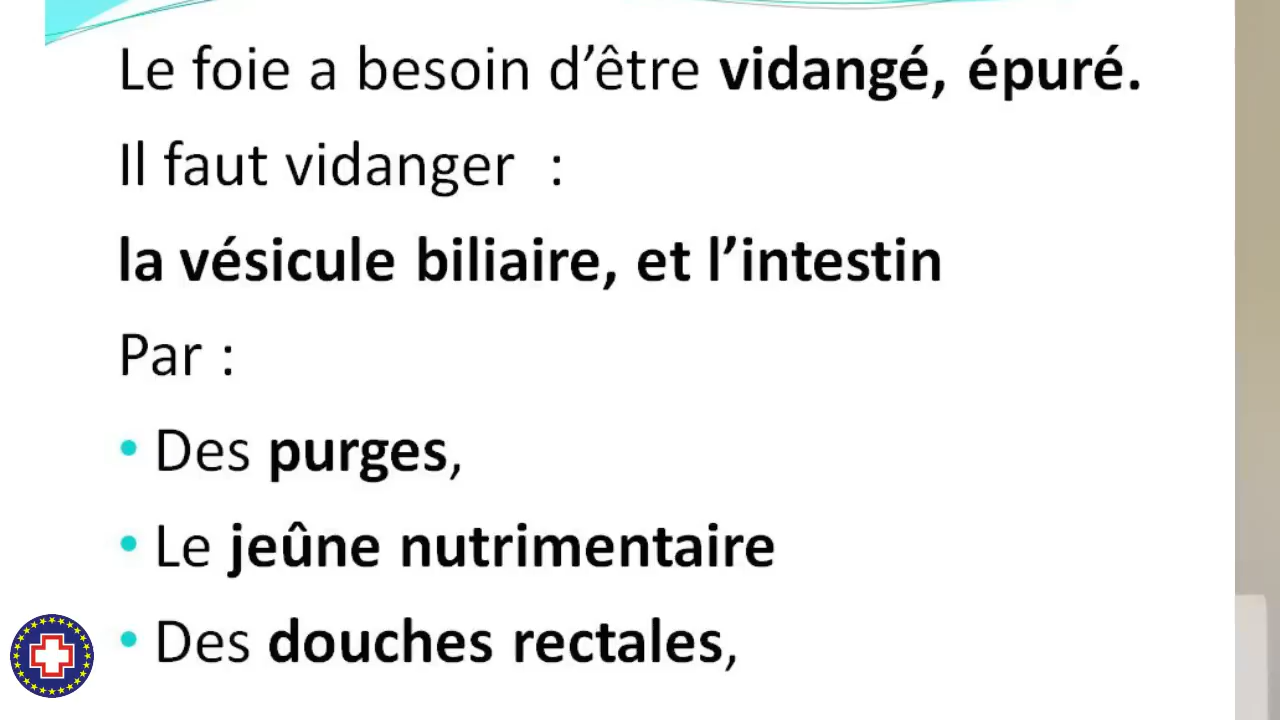 Le foie a besoin d’être vidangé, épuré.
Il faut vidanger :
la vésicule biliaire, et l’intestin
Par :
• Des purges,
• Le jeûne nutrimentaire
• Des douches rectales,